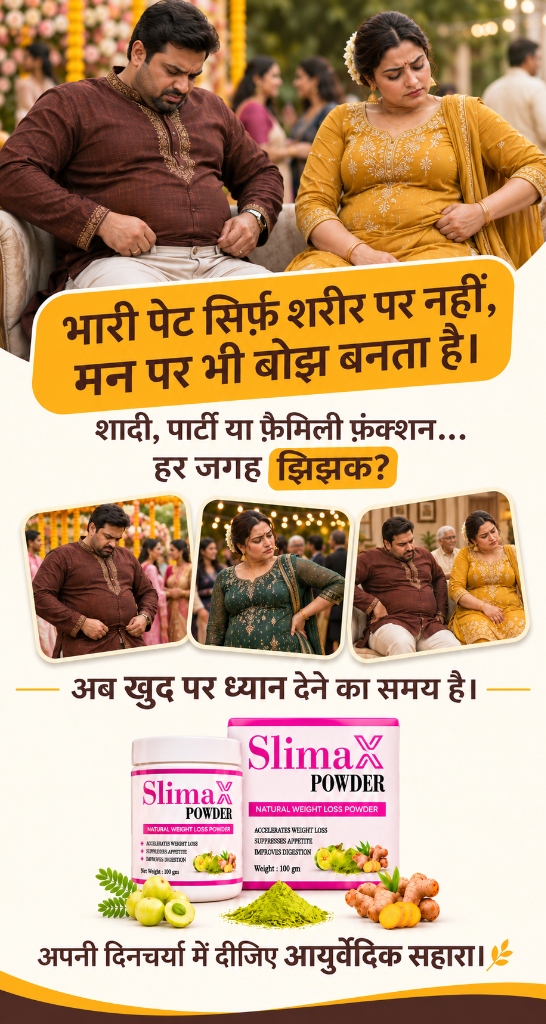 भारी पेट सिर्फ़ शरीर पर नहीं,
मन पर भी बोझ बनता है।
शादी, पार्टी या फ़ैमिली फ़ंक्शन...
हर जगह झिझक?
अब खुद पर ध्यान देने का समय है।
SlimaX
POWDER
NATURAL WEIGHT LOSS POWDER
ACCELERATES WEIGHT LOSS
SUPPRESSES APPETITE
IMPROVES DIGESTION
Net Weight : 100 gm
SlimaX
POWDER
NATURAL WEIGHT LOSS POWDER
ACCELERATES WEIGHT LOSS
SUPPRESSES APPETITE
IMPROVES DIGESTION
Weight : 100 gm
अपनी दिनचर्या में दीजिए आयुर्वेदिक सहारा।